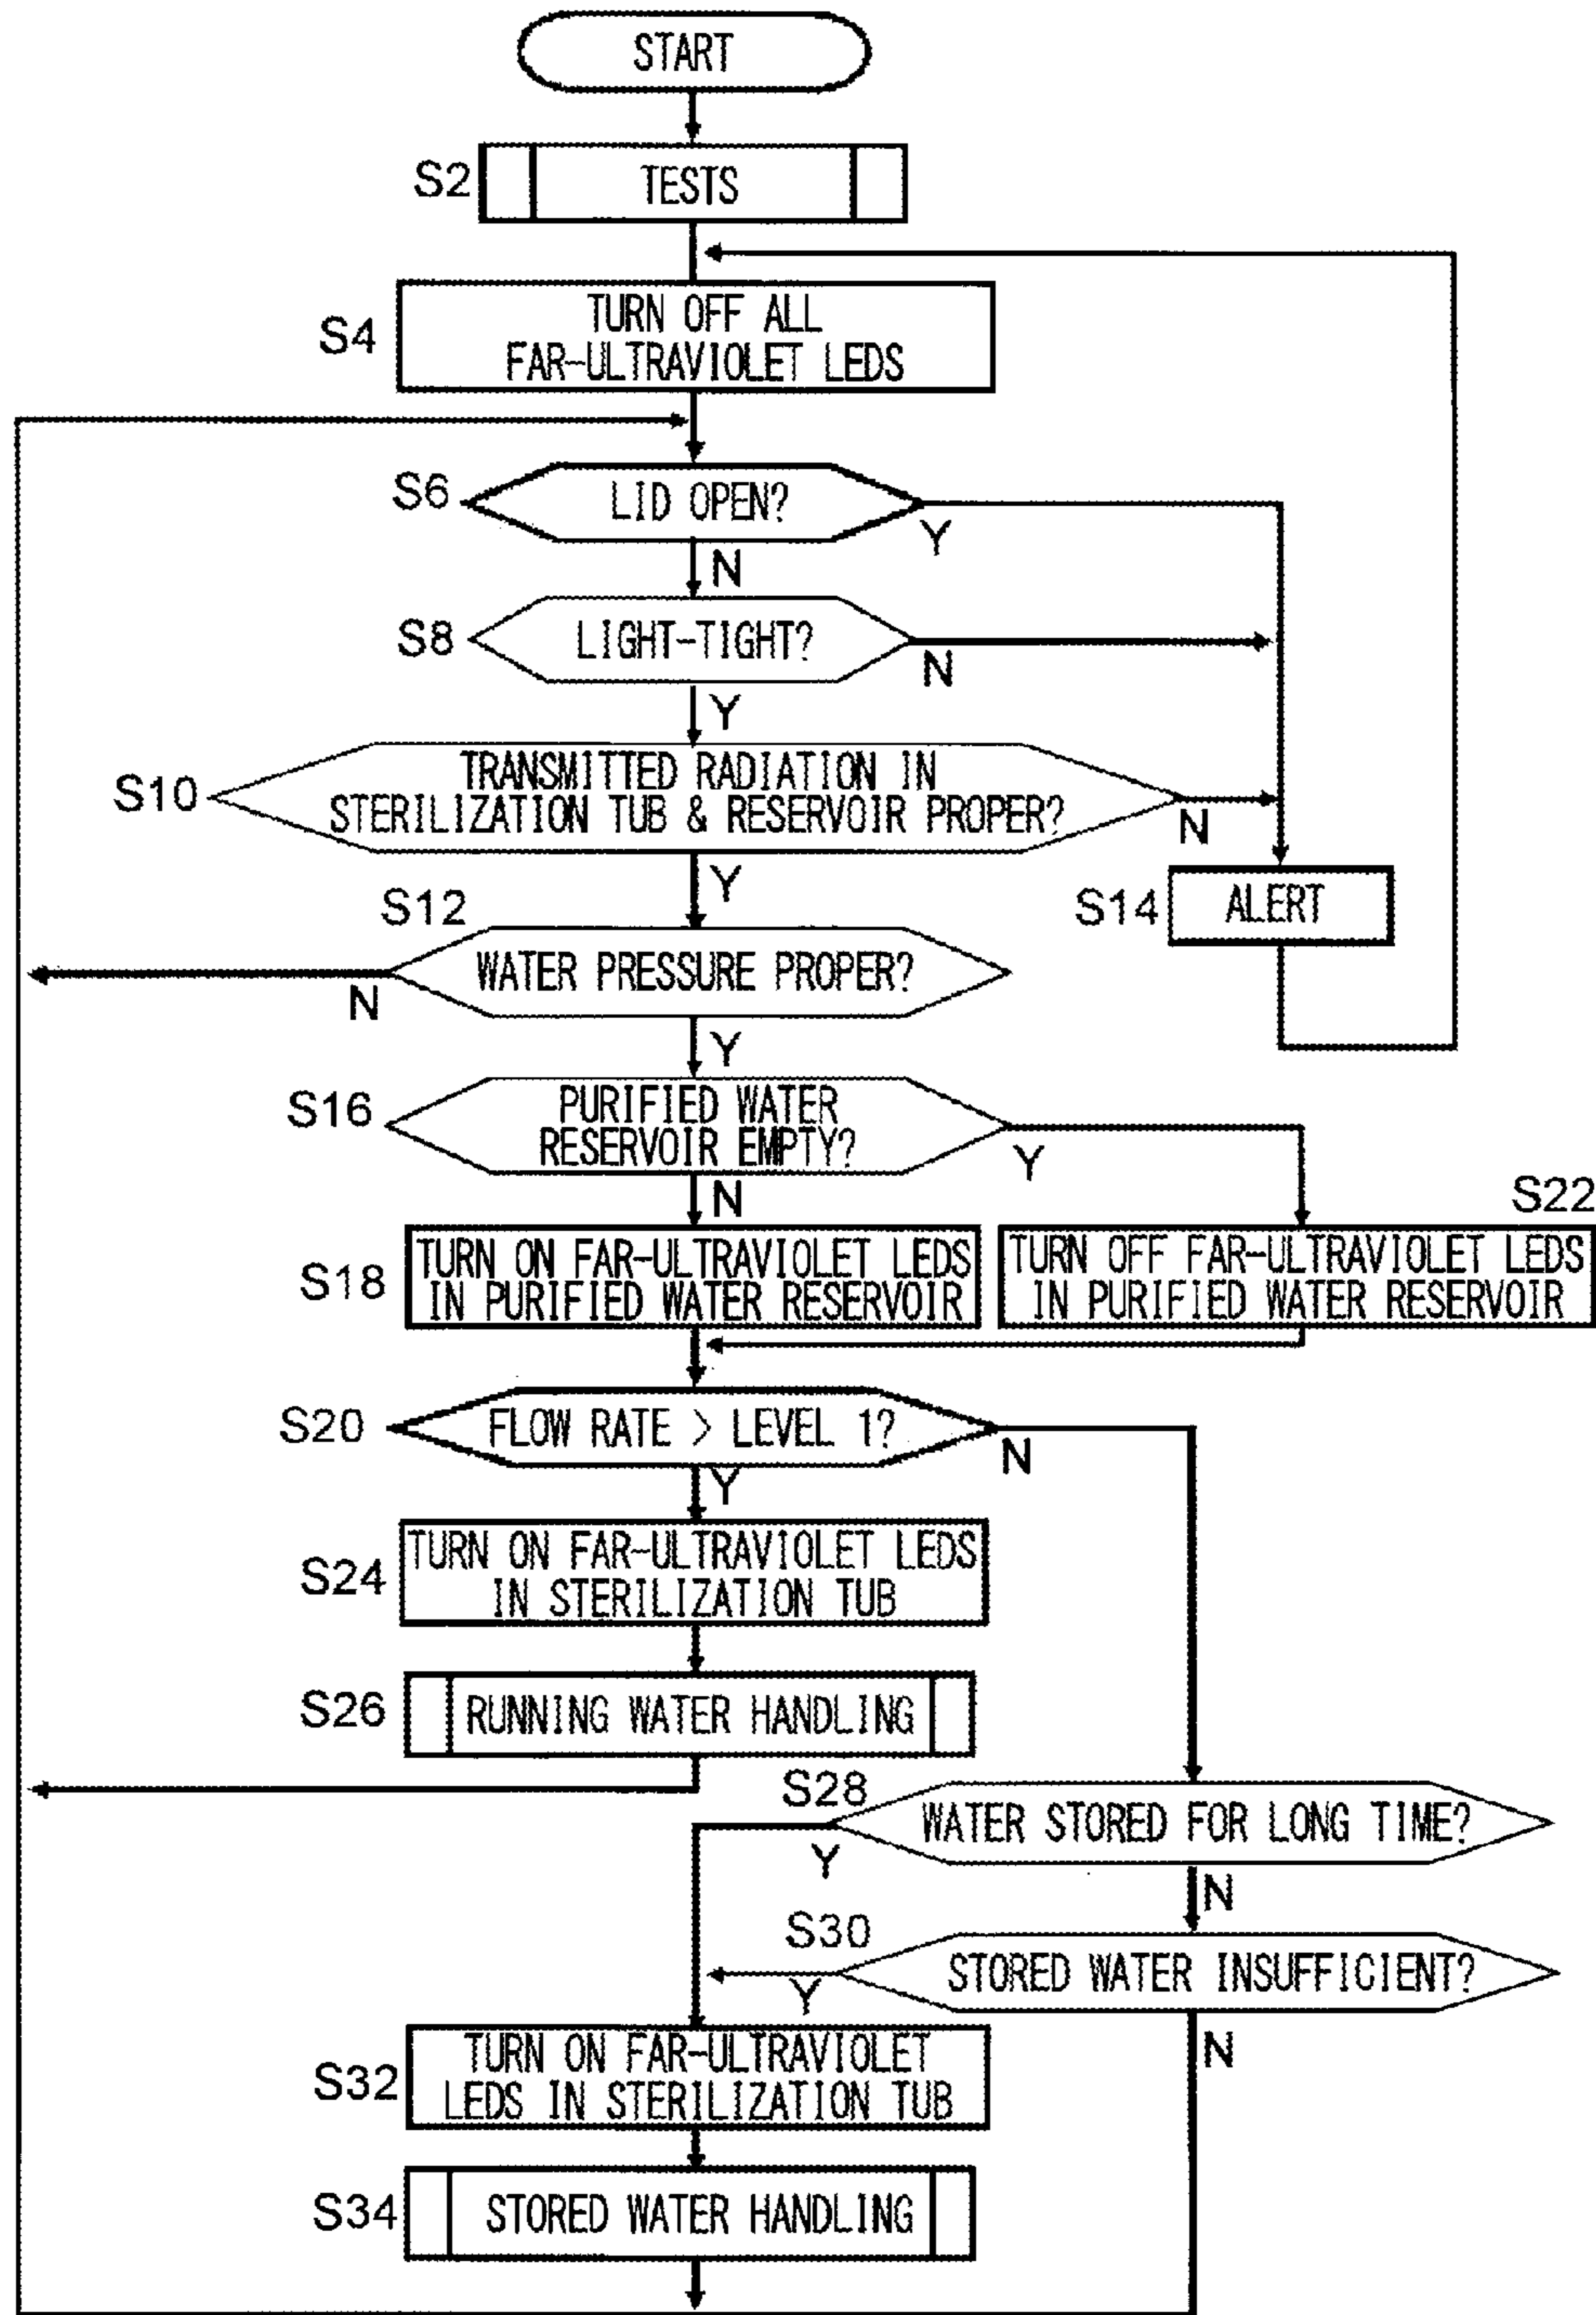 START
S2
TESTS
S4
TURN OFF ALL
FAR-ULTRAVIOLET LEDS
S6
LID OPEN?
Y
N
S8
LIGHT-TIGHT?
N
Y
S10
TRANSMITTED RADIATION IN
STERILIZATION TUB & RESERVOIR PROPER?
N
Y
S14
ALERT
S12
WATER PRESSURE PROPER?
N
Y
S16
PURIFIED WATER
RESERVOIR EMPTY?
Y
N
S22
S18
TURN ON FAR-ULTRAVIOLET LEDS
IN PURIFIED WATER RESERVOIR
TURN OFF FAR-ULTRAVIOLET LEDS
IN PURIFIED WATER RESERVOIR
S20
FLOW RATE > LEVEL 1?
N
Y
S24
TURN ON FAR-ULTRAVIOLET LEDS
IN STERILIZATION TUB
S26
RUNNING WATER HANDLING
S28
WATER STORED FOR LONG TIME?
Y
N
S30
STORED WATER INSUFFICIENT?
Y
N
S32
TURN ON FAR-ULTRAVIOLET
LEDS IN STERILIZATION TUB
S34
STORED WATER HANDLING